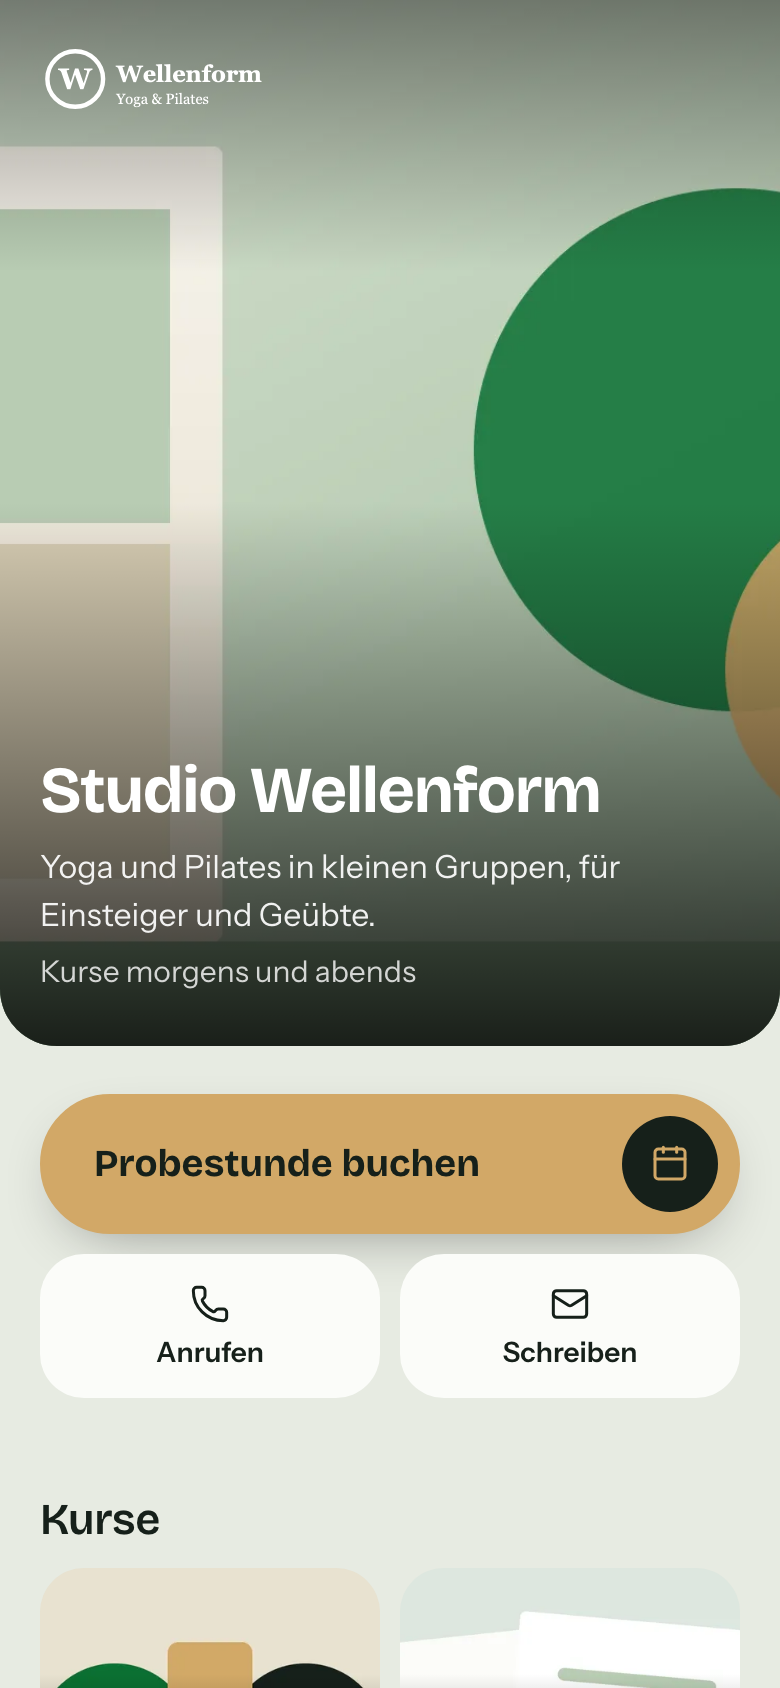 W
Wellenform
Yoga & Pilates
Studio Wellenform
Yoga und Pilates in kleinen Gruppen, für
Einsteiger und Geübte.
Kurse morgens und abends
Probestunde buchen
Anrufen
Schreiben
Kurse